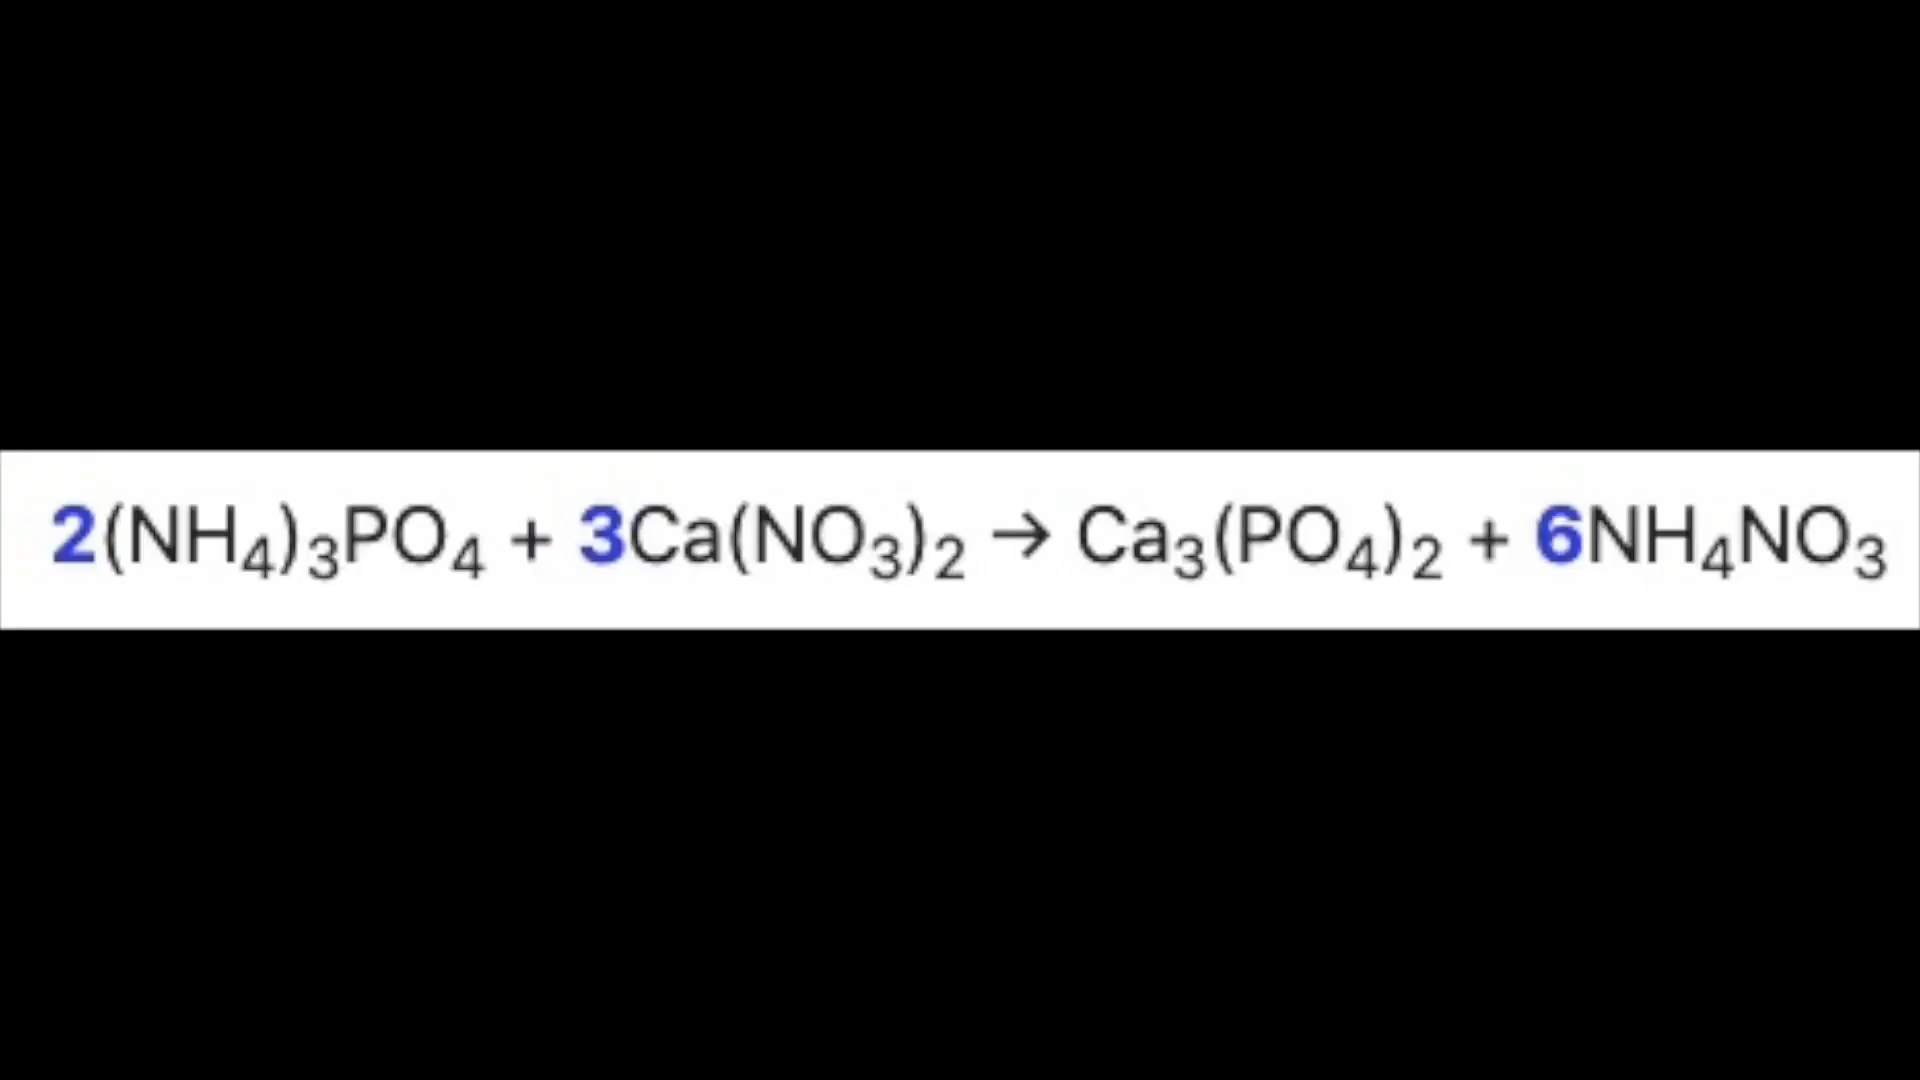 2(NH₄)₃PO₄ + 3Ca(NO₃)₂ → Ca₃(PO₄)₂ + 6NH₄NO₃